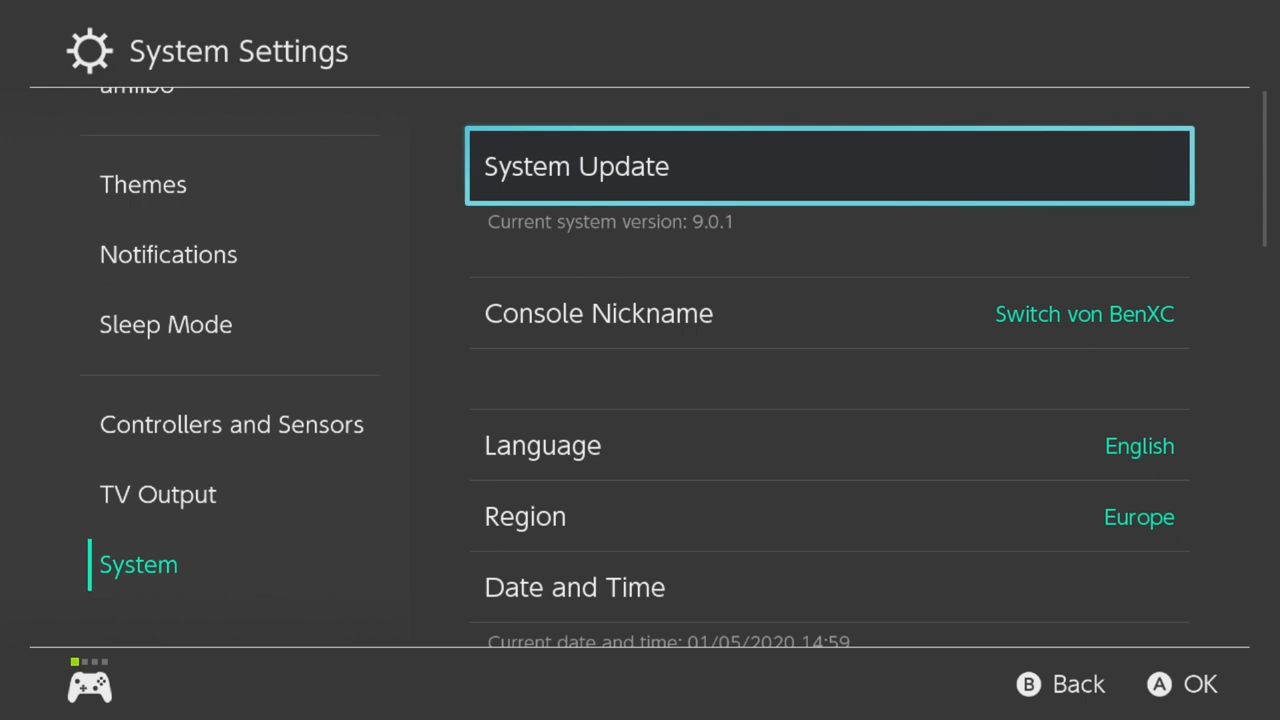 System Settings
amiibo
Themes
Notifications
Sleep Mode
Controllers and Sensors
TV Output
System
System Update
Current system version: 9.0.1
Console Nickname
Switch von BenXC
Language
English
Region
Europe
Date and Time
Current date and time: 01/05/2020 14:59
B Back
A OK